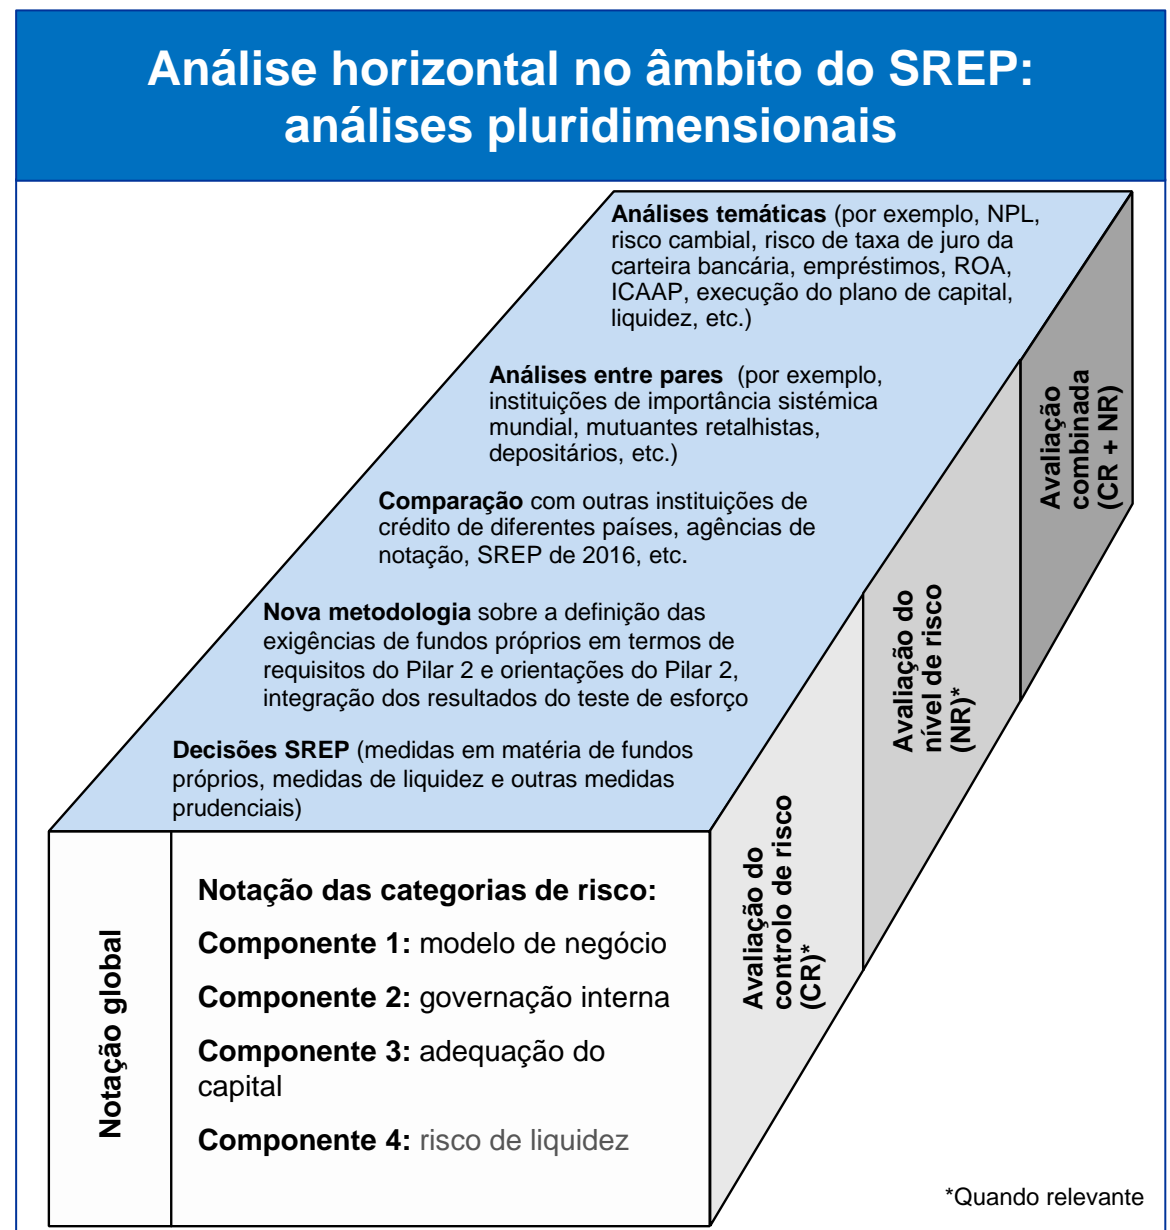 Análise horizontal no âmbito do SREP:
análises pluridimensionais
Análises temáticas (por exemplo, NPL,
risco cambial, risco de taxa de juro da
carteira bancária, empréstimos, ROA,
ICAAP, execução do plano de capital,
liquidez, etc.)
Análises entre pares (por exemplo,
instituições de importância sistémica
mundial, mutuantes retalhistas,
depositários, etc.)
Comparação com outras instituições de
crédito de diferentes países, agências de
notação, SREP de 2016, etc.
Nova metodologia sobre a definição das
exigências de fundos próprios em termos de
requisitos do Pilar 2 e orientações do Pilar 2,
integração dos resultados do teste de esforço
Decisões SREP (medidas em matéria de fundos
próprios, medidas de liquidez e outras medidas
prudenciais)
Notação global
Notação das categorias de risco:
Componente 1: modelo de negócio
Componente 2: governação interna
Componente 3: adequação do
capital
Componente 4: risco de liquidez
Avaliação do
controlo de risco
(CR)*
Avaliação do
nível de risco
(NR)*
Avaliação
combinada
(CR + NR)
*Quando relevante